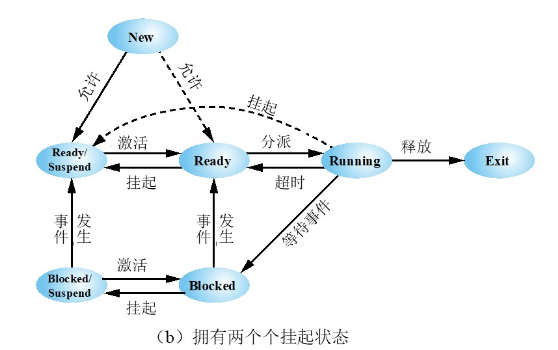 New
允许
允许
挂起
Ready/
Suspend
激活
挂起
Ready
分派
超时
Running
释放
Exit
事件
发生
事件
发生
等待事件
Blocked/
Suspend
激活
挂起
Blocked
（b）拥有两个个挂起状态